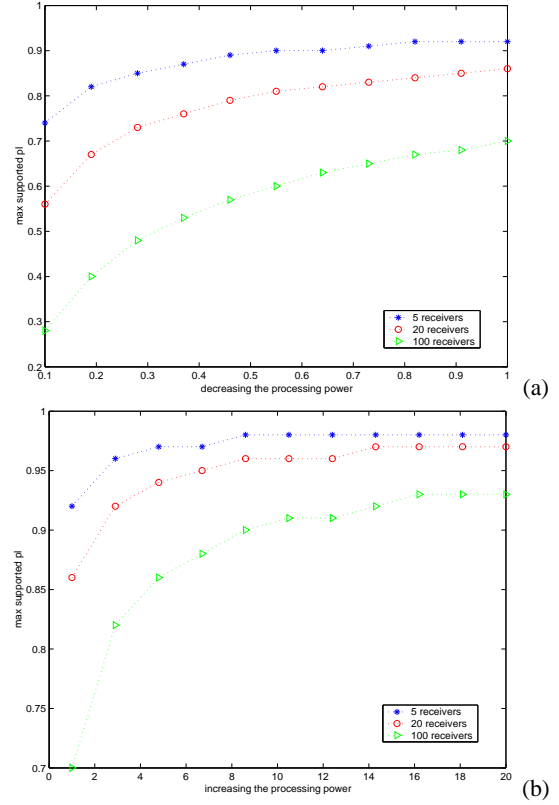 1
0.9
0.8
0.7
0.6
0.5
0.4
0.3
0.2
max supported pl
5 receivers
20 receivers
100 receivers
0.1 0.2 0.3 0.4 0.5 0.6 0.7 0.8 0.9 1
decreasing the processing power
(a)
1
0.95
0.9
0.85
0.8
0.75
0.7
max supported pl
5 receivers
20 receivers
100 receivers
0 2 4 6 8 10 12 14 16 18 20
increasing the processing power
(b)